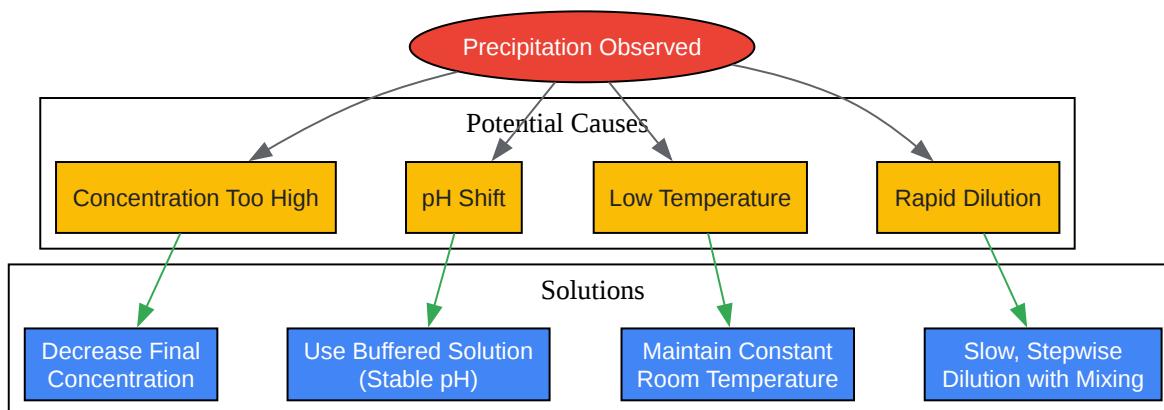 Precipitation Observed
Potential Causes
Concentration Too High
pH Shift
Low Temperature
Rapid Dilution
Solutions
Decrease Final
Concentration
Use Buffered Solution
(Stable pH)
Maintain Constant
Room Temperature
Slow, Stepwise
Dilution with Mixing